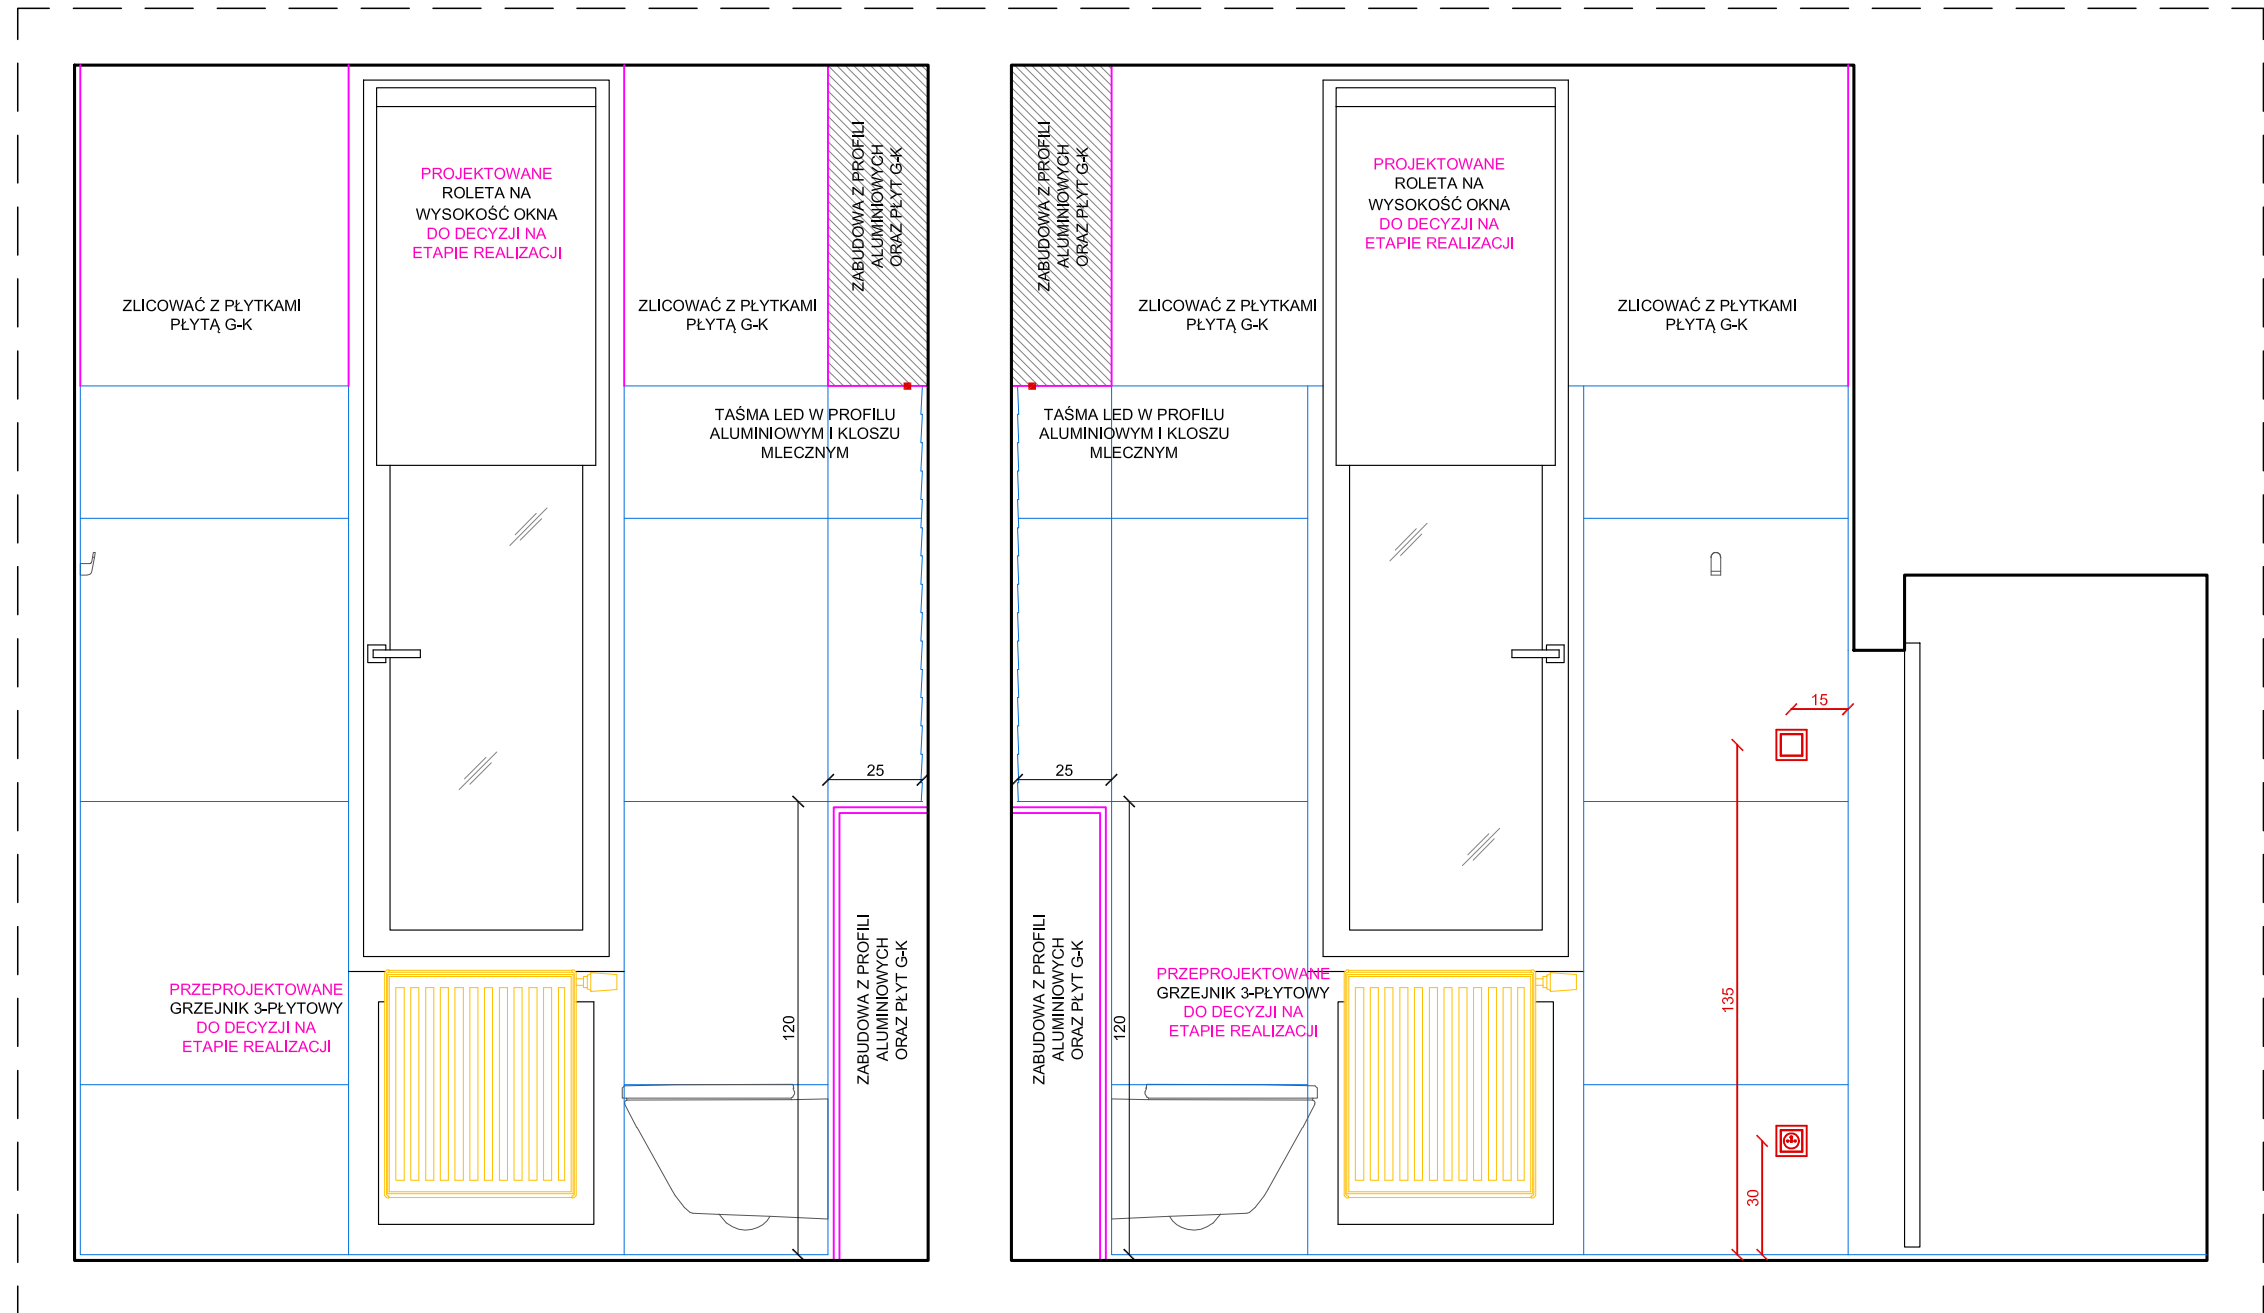 PROJEKTOWANE
ROLETA NA
WYSOKOŚĆ OKNA
DO DECYZJI NA
ETAPIE REALIZACJI
ZLICOWAĆ Z PŁYTKAMI
PŁYTĄ G-K
ZLICOWAĆ Z PŁYTKAMI
PŁYTĄ G-K
ZABUDOWA Z PROFILI
ALUMINIOWYCH
ORAZ PŁYT G-K
TAŚMA LED W PROFILU
ALUMINIOWYM I KLOSZU
MLECZNYM
25
120
ZABUDOWA Z PROFILI
ALUMINIOWYCH
ORAZ PŁYT G-K
PRZEPROJEKTOWANE
GRZEJNIK 3-PŁYTOWY
DO DECYZJI NA
ETAPIE REALIZACJI
ZABUDOWA Z PROFILI
ALUMINIOWYCH
ORAZ PŁYT G-K
PROJEKTOWANE
ROLETA NA
WYSOKOŚĆ OKNA
DO DECYZJI NA
ETAPIE REALIZACJI
ZLICOWAĆ Z PŁYTKAMI
PŁYTĄ G-K
ZLICOWAĆ Z PŁYTKAMI
PŁYTĄ G-K
TAŚMA LED W PROFILU
ALUMINIOWYM I KLOSZU
MLECZNYM
25
120
ZABUDOWA Z PROFILI
ALUMINIOWYCH
ORAZ PŁYT G-K
PRZEPROJEKTOWANE
GRZEJNIK 3-PŁYTOWY
DO DECYZJI NA
ETAPIE REALIZACJI
15
135
30